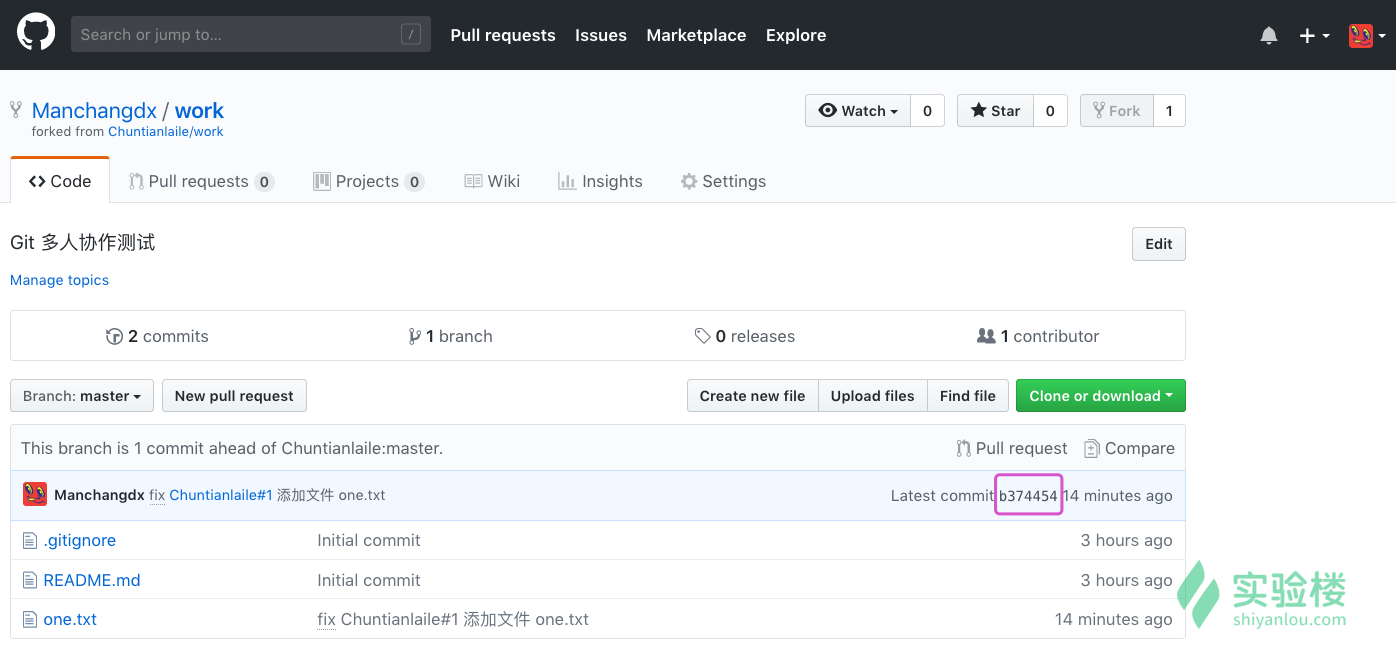 Search or jump to… / Pull requests Issues Marketplace Explore
Manchangdx / work
forked from Chuntianlaile/work
Watch 0 Star 0 Fork 1
Code Pull requests 0 Projects 0 Wiki Insights Settings
Git 多人协作测试 Edit
Manage topics
2 commits 1 branch 0 releases 1 contributor
Branch: master New pull request Create new file Upload files Find file Clone or download
This branch is 1 commit ahead of Chuntianlaile:master. Pull request Compare
Manchangdx fix Chuntianlaile#1 添加文件 one.txt Latest commit b374454 14 minutes ago
.gitignore Initial commit 3 hours ago
README.md Initial commit 3 hours ago
one.txt fix Chuntianlaile#1 添加文件 one.txt 14 minutes ago
实验楼
shiyanlou.com